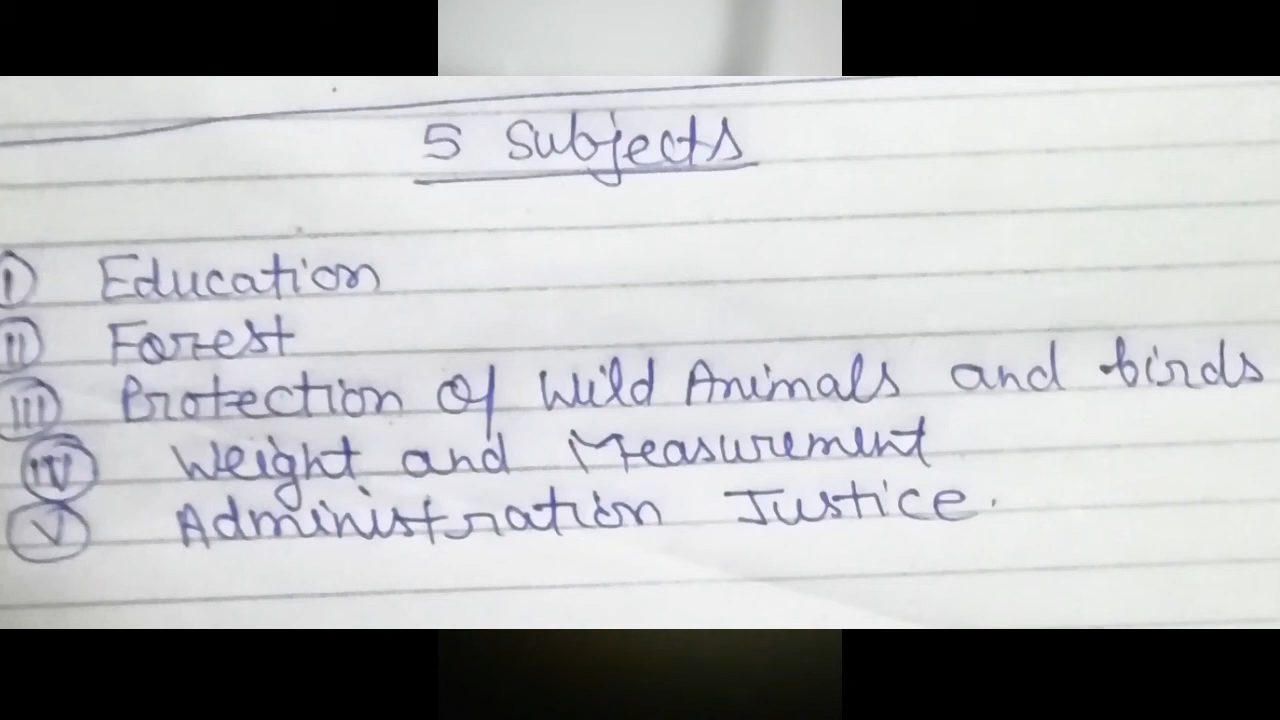 5 Subjects
I Education
II Forest
III Protection Of Wild Animals and birds
IV Weight and Measurement
V Administration Justice.